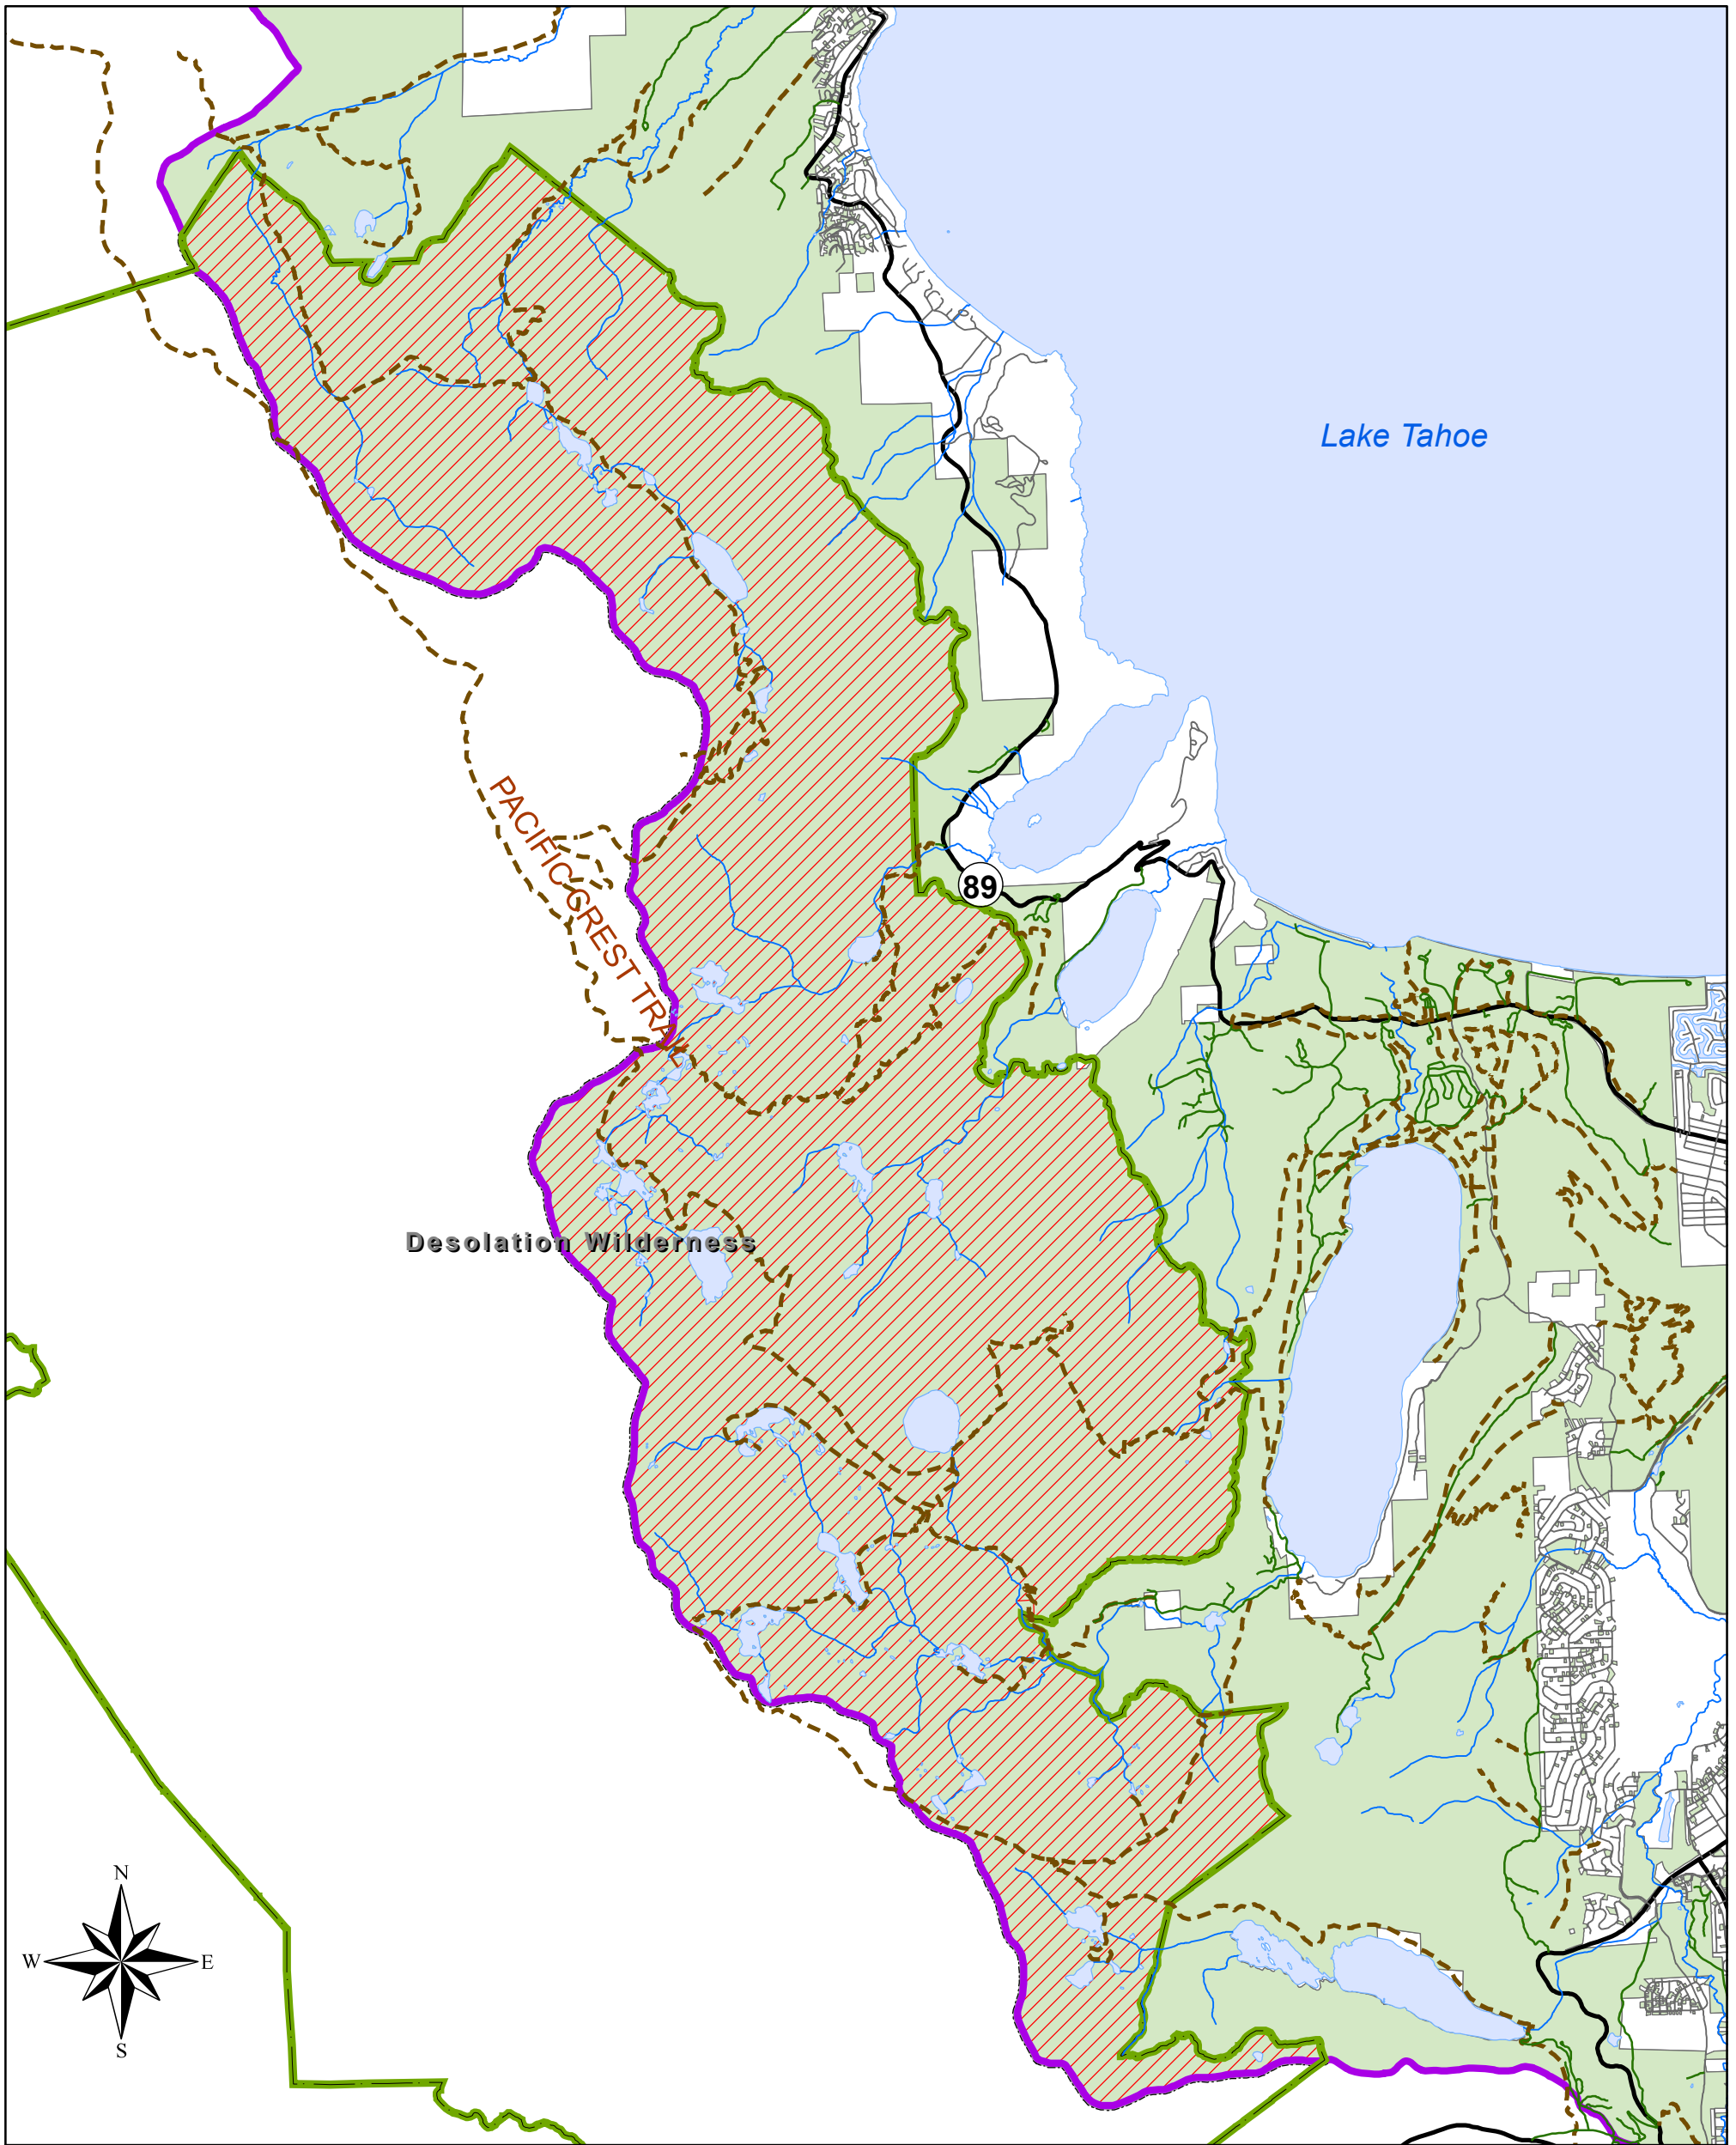 Lake Tahoe
PACIFIC CREST TRAIL
89
Desolation Wilderness
N
W
E
S